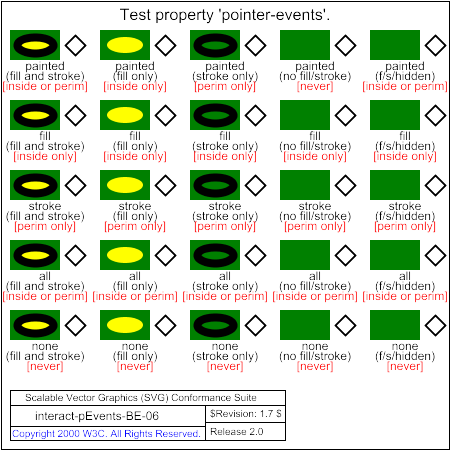 Test property 'pointer-events'.
painted painted painted painted painted
(fill and stroke) (fill only) (stroke only) (no fill/stroke) (f/s/hidden)
[inside or perim] [inside only] [perim only] [never] [inside or perim]
fill fill fill fill fill
(fill and stroke) (fill only) (stroke only) (no fill/stroke) (f/s/hidden)
[inside only] [inside only] [inside only] [inside only] [inside only]
stroke stroke stroke stroke stroke
(fill and stroke) (fill only) (stroke only) (no fill/stroke) (f/s/hidden)
[perim only] [perim only] [perim only] [perim only] [perim only]
all all all all all
(fill and stroke) (fill only) (stroke only) (no fill/stroke) (f/s/hidden)
[inside or perim] [inside or perim] [inside or perim] [inside or perim] [inside or perim]
none none none none none
(fill and stroke) (fill only) (stroke only) (no fill/stroke) (f/s/hidden)
[never] [never] [never] [never] [never]
Scalable Vector Graphics (SVG) Conformance Suite
interact-pEvents-BE-06
$Revision: 1.7 $
Copyright 2000 W3C. All Rights Reserved.
Release 2.0